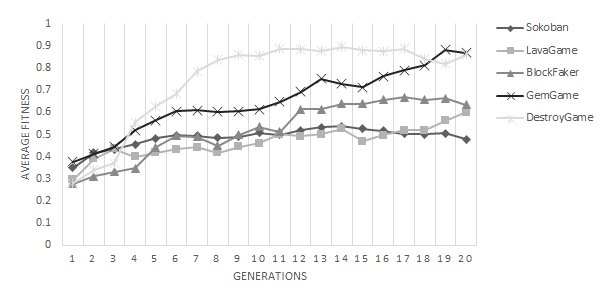 1
0.9
0.8
0.7
0.6
0.5
0.4
0.3
0.2
0.1
0
AVERAGE FITNESS
1 2 3 4 5 6 7 8 9 10 11 12 13 14 15 16 17 18 19 20
GENERATIONS
Sokoban
LavaGame
BlockFaker
GemGame
DestroyGame